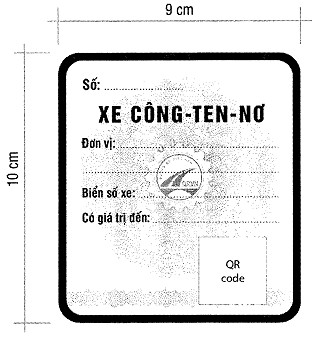 9 cm
10 cm
Số:
XE CÔNG-TEN-NƠ
Đơn vị:
Biển số xe:
Có giá trị đến:
QR
code